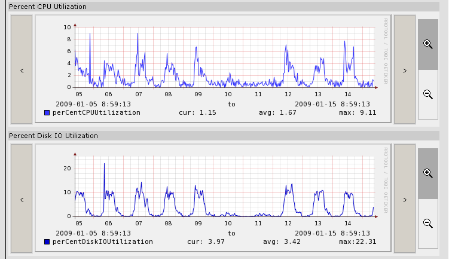 Percent CPU Utilization
10
8
6
4
2
0
05 06 07 08 09 10 11 12 13 14
2009-01-05 8:59:13 to 2009-01-15 8:59:13
perCentCPUUtilization cur: 1.15 avg: 1.67 max: 9.11
Percent Disk IO Utilization
20
10
0
05 06 07 08 09 10 11 12 13 14
2009-01-05 8:59:13 to 2009-01-15 8:59:13
perCentDiskIOUtilization cur: 3.97 avg: 3.42 max:22.31